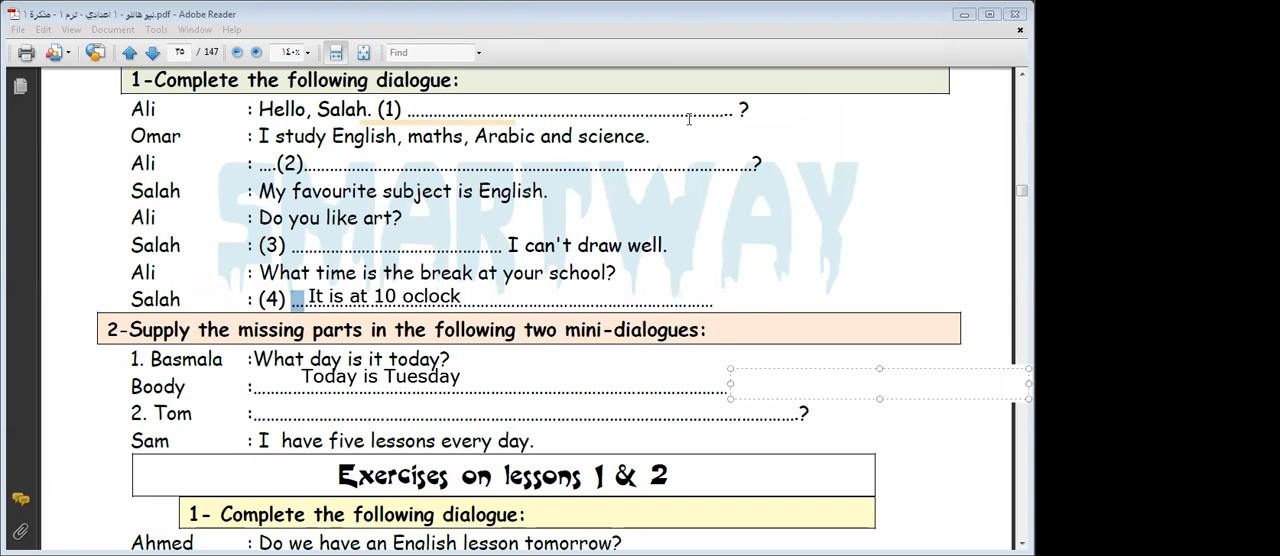 نيو هاللو - ١ اعدادي - ترم ١ - مذكرة ١.pdf - Adobe Reader
File Edit View Document Tools Window Help
٣٥ / 147 ١٤٠٪ Find
1-Complete the following dialogue:
Ali : Hello, Salah. (1) ........................................................................ ?
Omar : I study English, maths, Arabic and science.
Ali : ....(2)........................................................................?
Salah : My favourite subject is English.
Ali : Do you like art?
Salah : (3) ............................................. I can't draw well.
Ali : What time is the break at your school?
Salah : (4) ... It is at 10 oclock ........................................
2-Supply the missing parts in the following two mini-dialogues:
1. Basmala :What day is it today?
Today is Tuesday
Boody :........................................................................
2. Tom :........................................................................?
Sam : I have five lessons every day.
Exercises on lessons 1 & 2
1- Complete the following dialogue:
Ahmed : Do we have an English lesson tomorrow?
SMARTWAY